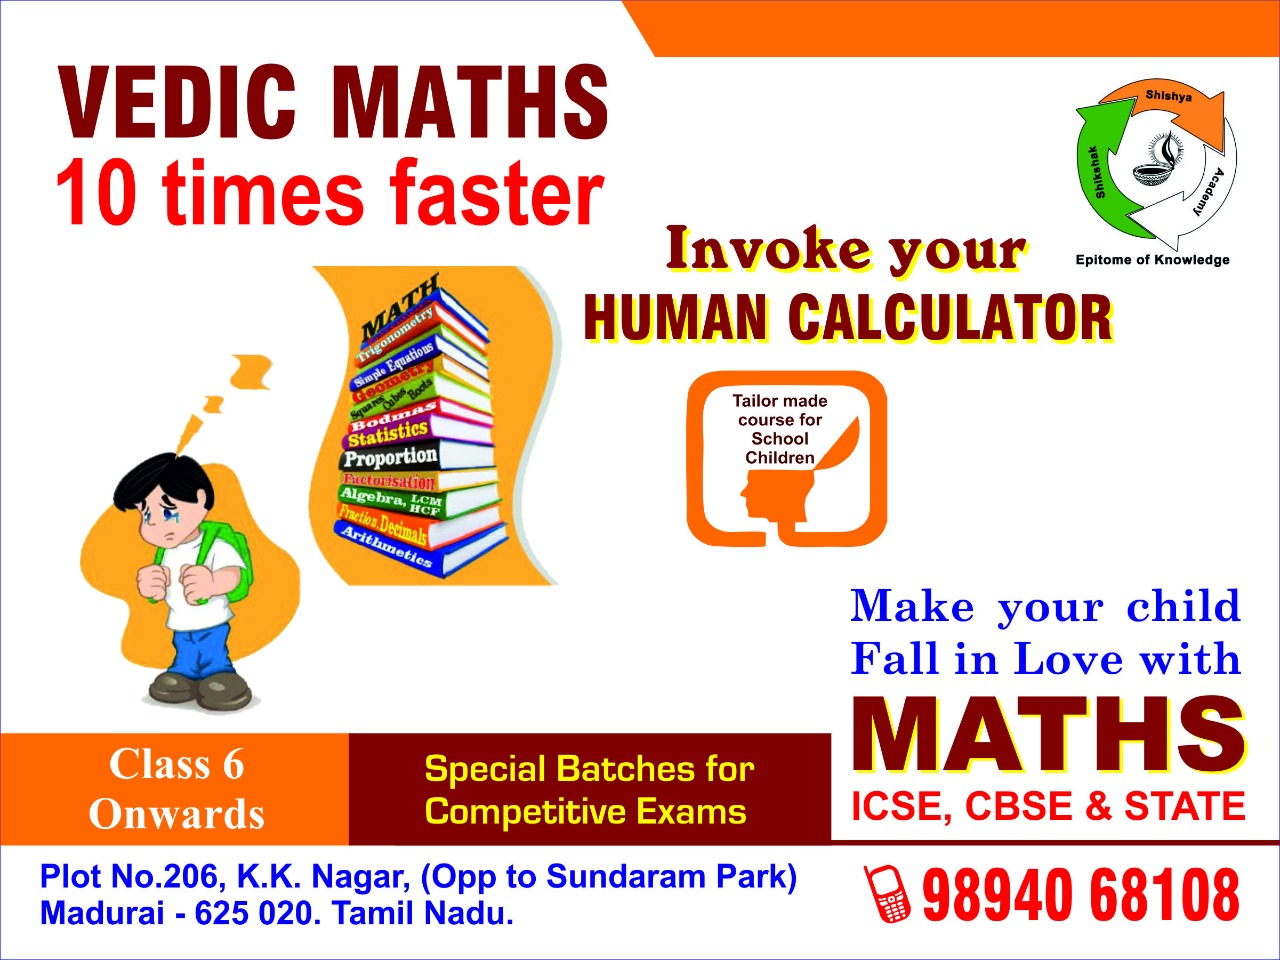 VEDIC MATHS
10 times faster
Shishya
Shikshak
Academy
Epitome of Knowledge
Invoke your
HUMAN CALCULATOR
MATH
Trigonometry
Simple Equations
Geometry
Squares Cubes Roots
Bodmas
Statistics
Proportion
Factorisation
Algebra, LCM
HCF
Fraction Decimals
Arithmetics
Tailor made
course for
School
Children
Make your child
Fall in Love with
MATHS
ICSE, CBSE & STATE
Class 6
Onwards
Special Batches for
Competitive Exams
Plot No.206, K.K. Nagar, (Opp to Sundaram Park)
Madurai - 625 020. Tamil Nadu.
98940 68108